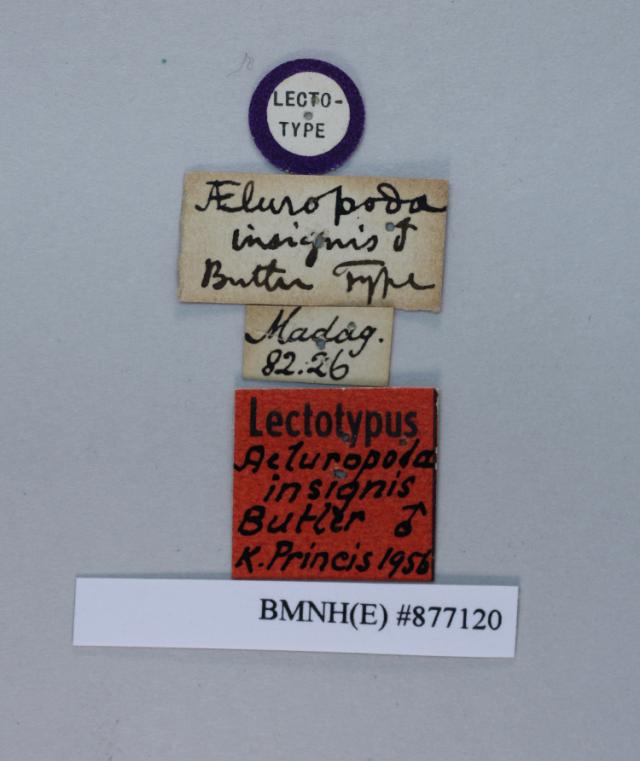 LECTO-
TYPE
Æluropoda
insignis ♂
Butler Type
Madag.
82.26
Lectotypus
Aeluropoda
insignis
Butler ♂
K. Princis 1956
BMNH(E) #877120